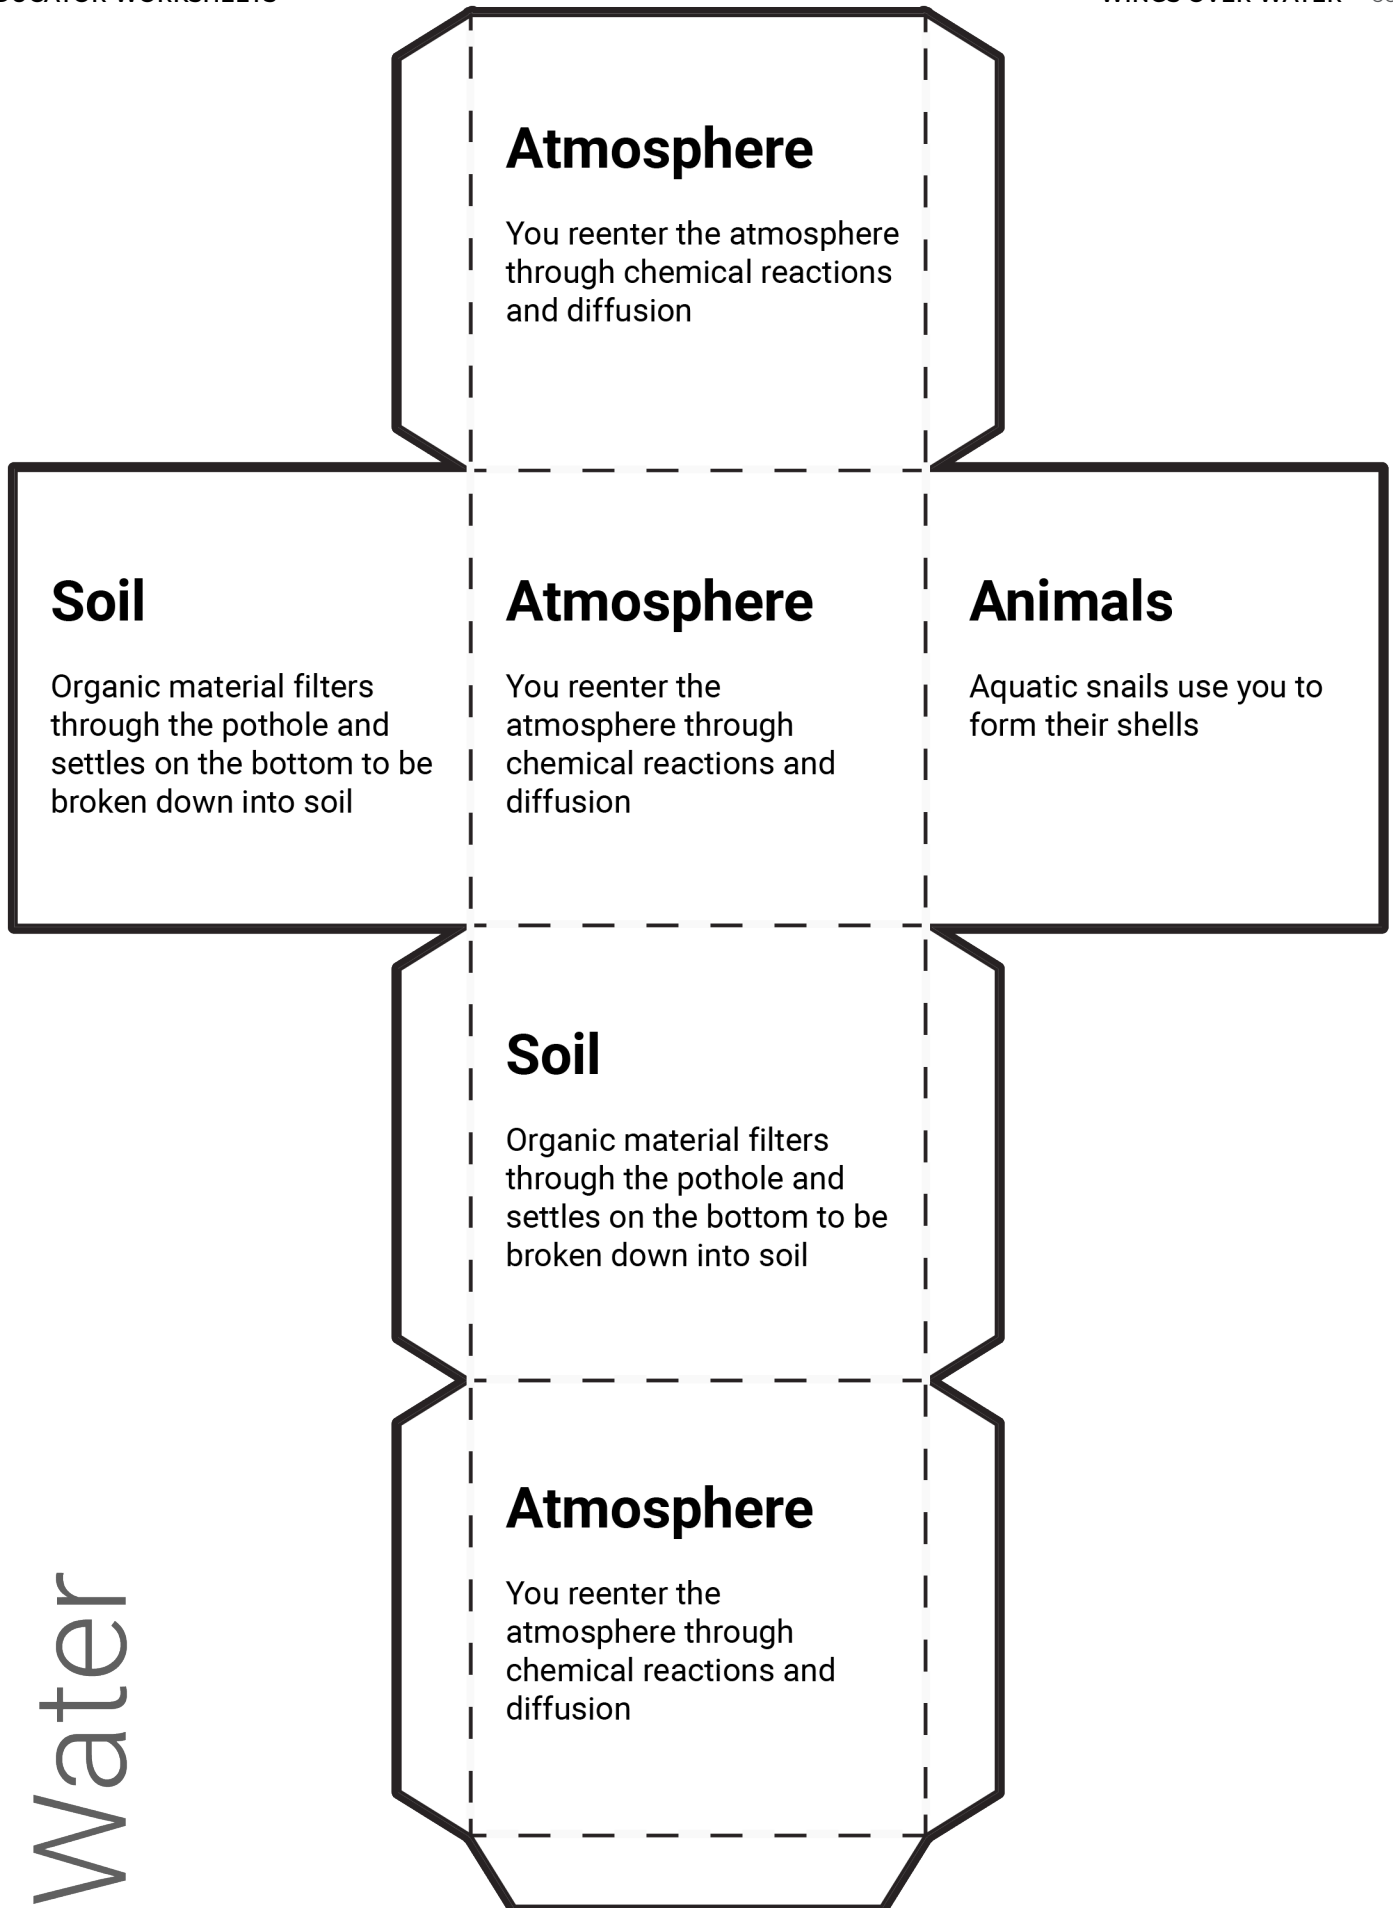 WINGS OVER WATER
Atmosphere
You reenter the atmosphere
through chemical reactions
and diffusion
Soil
Organic material filters
through the pothole and
settles on the bottom to be
broken down into soil
Atmosphere
You reenter the
atmosphere through
chemical reactions and
diffusion
Animals
Aquatic snails use you to
form their shells
Soil
Organic material filters
through the pothole and
settles on the bottom to be
broken down into soil
Atmosphere
You reenter the
atmosphere through
chemical reactions and
diffusion
Water